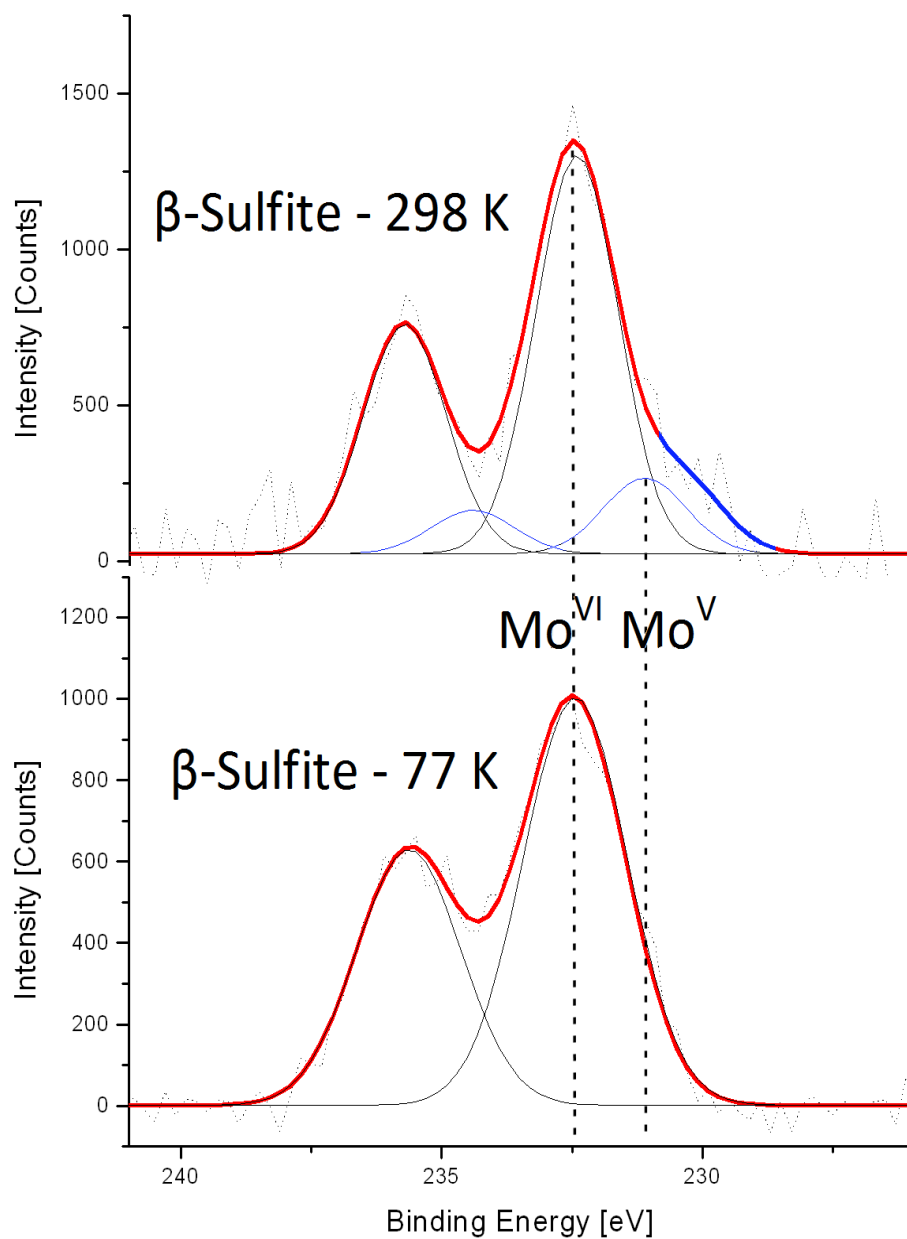 1500
1000
500
0
Intensity [Counts]
β-Sulfite - 298 K
Mo^VI Mo^V
1200
1000
800
600
400
200
0
Intensity [Counts]
β-Sulfite - 77 K
240 235 230
Binding Energy [eV]